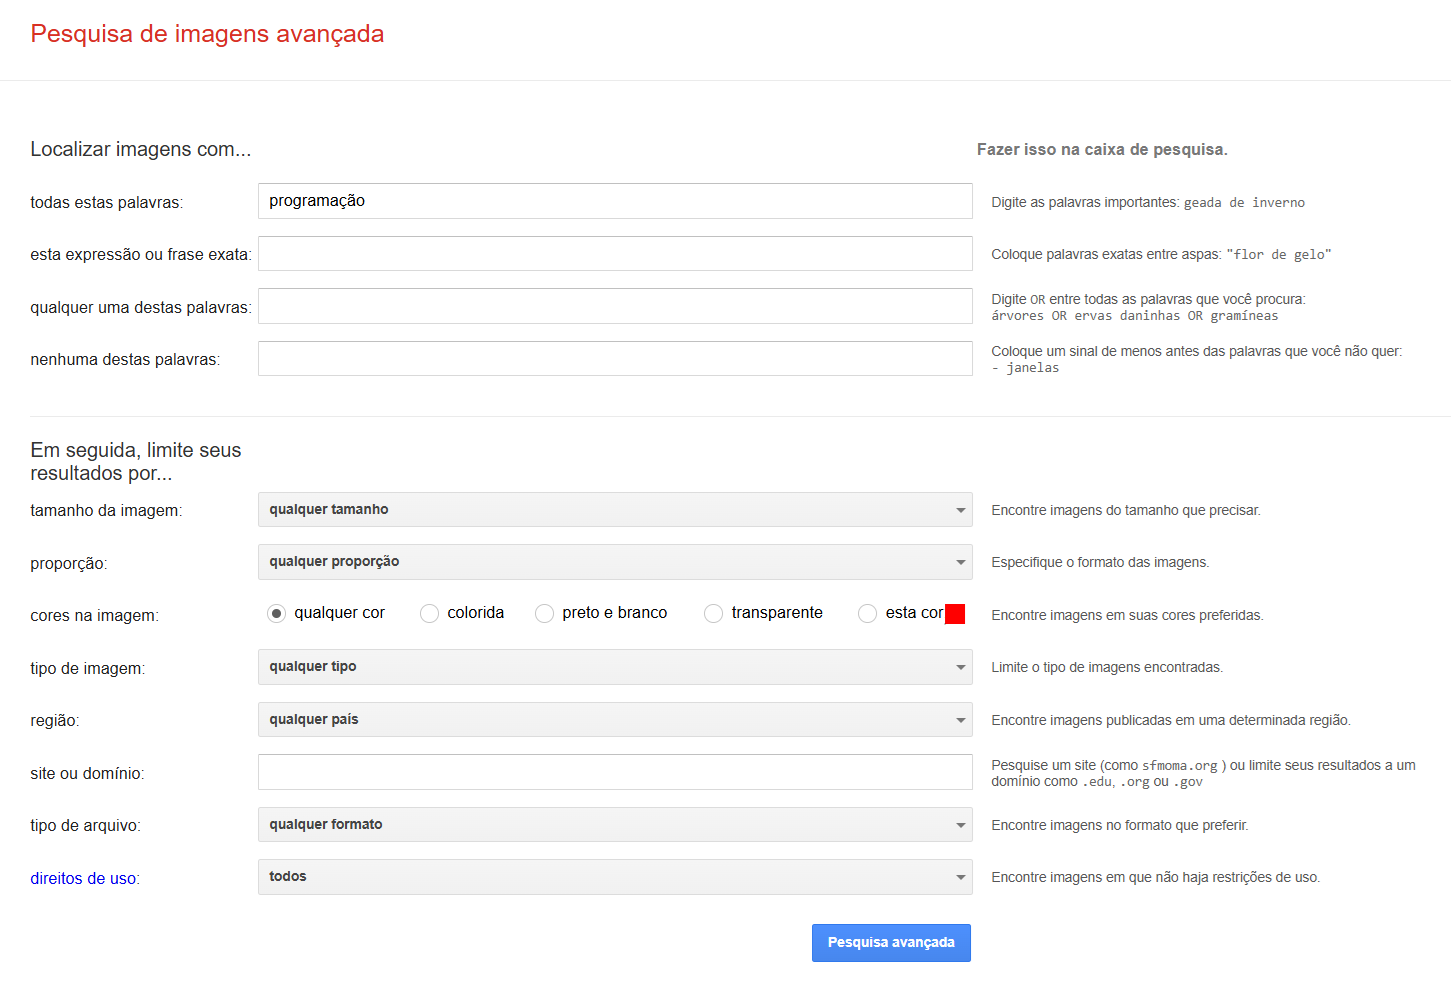 Pesquisa de imagens avançada
Localizar imagens com...
Fazer isso na caixa de pesquisa.
todas estas palavras:
programação
Digite as palavras importantes: geada de inverno
esta expressão ou frase exata:
Coloque palavras exatas entre aspas: "flor de gelo"
qualquer uma destas palavras:
Digite OR entre todas as palavras que você procura:
árvores OR ervas daninhas OR gramíneas
nenhuma destas palavras:
Coloque um sinal de menos antes das palavras que você não quer:
- janelas
Em seguida, limite seus
resultados por...
tamanho da imagem:
qualquer tamanho
Encontre imagens do tamanho que precisar.
proporção:
qualquer proporção
Especifique o formato das imagens.
cores na imagem:
qualquer cor
colorida
preto e branco
transparente
esta cor
Encontre imagens em suas cores preferidas.
tipo de imagem:
qualquer tipo
Limite o tipo de imagens encontradas.
região:
qualquer país
Encontre imagens publicadas em uma determinada região.
site ou domínio:
Pesquise um site (como sfmoma.org ) ou limite seus resultados a um
domínio como .edu, .org ou .gov
tipo de arquivo:
qualquer formato
Encontre imagens no formato que preferir.
direitos de uso:
todos
Encontre imagens em que não haja restrições de uso.
Pesquisa avançada